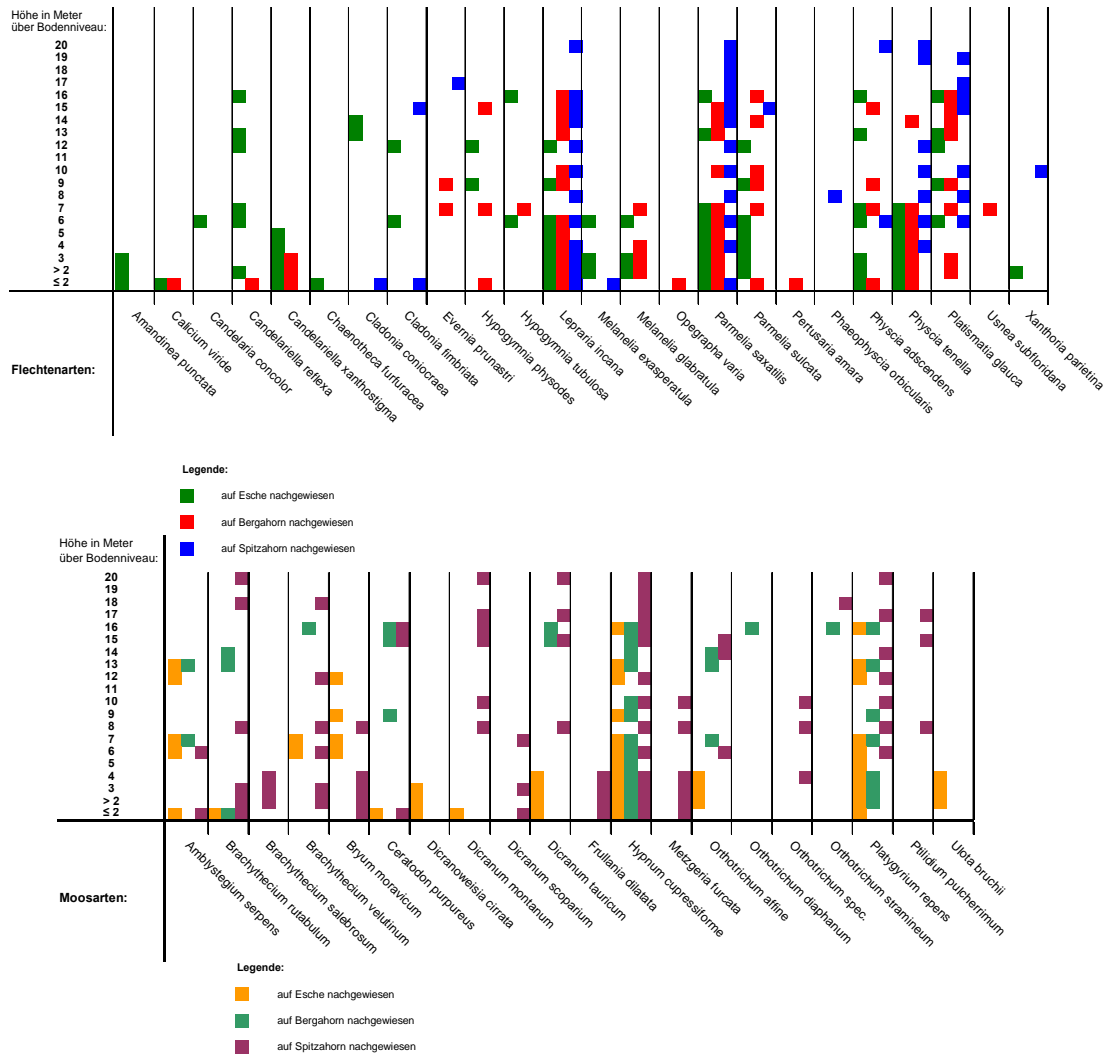 Höhe in Meter
über Bodenniveau:
20
19
18
17
16
15
14
13
12
11
10
9
8
7
6
5
4
3
> 2
≤ 2
Flechtenarten:
Amandinea punctata
Calicium viride
Candelaria concolor
Candelariella reflexa
Candelariella xanthostigma
Chaenotheca furfuracea
Cladonia coniocraea
Cladonia fimbriata
Evernia prunastri
Hypogymnia physodes
Hypogymnia tubulosa
Lepraria incana
Melanelia exasperatula
Melanelia glabratula
Opegrapha varia
Parmelia saxatilis
Parmelia sulcata
Pertusaria amara
Phaeophyscia orbicularis
Physcia adscendens
Physcia tenella
Platismatia glauca
Usnea subfloridana
Xanthoria parietina
Legende:
auf Esche nachgewiesen
auf Bergahorn nachgewiesen
auf Spitzahorn nachgewiesen
Höhe in Meter
über Bodenniveau:
20
19
18
17
16
15
14
13
12
11
10
9
8
7
6
5
4
3
> 2
≤ 2
Moosarten:
Amblystegium serpens
Brachythecium rutabulum
Brachythecium salebrosum
Brachythecium velutinum
Bryum moravicum
Ceratodon purpureus
Dicranoweisia cirrata
Dicranum montanum
Dicranum scoparium
Dicranum tauricum
Frullania dilatata
Hypnum cupressiforme
Metzgeria furcata
Orthotrichum affine
Orthotrichum diaphanum
Orthotrichum spec.
Orthotrichum stramineum
Platygyrium repens
Ptilidium pulcherrimum
Ulota bruchii
Legende:
auf Esche nachgewiesen
auf Bergahorn nachgewiesen
auf Spitzahorn nachgewiesen